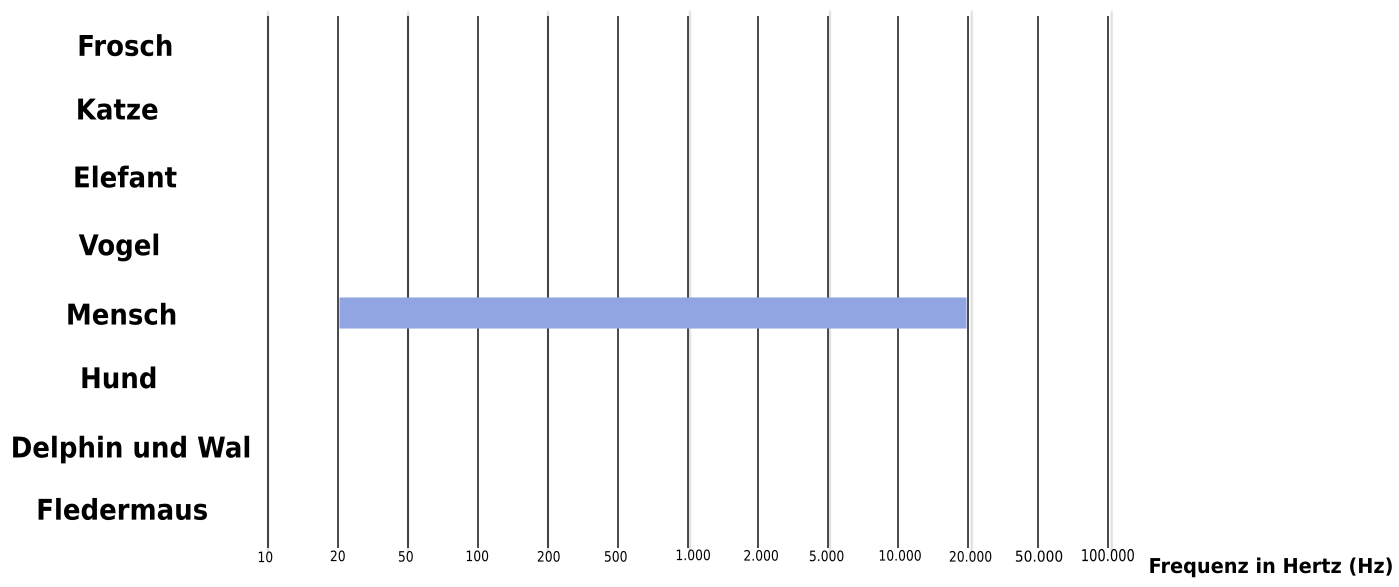 Frosch
Katze
Elefant
Vogel
Mensch
Hund
Delphin und Wal
Fledermaus
10 20 50 100 200 500 1.000 2.000 5.000 10.000 20.000 50.000 100.000
Frequenz in Hertz (Hz)